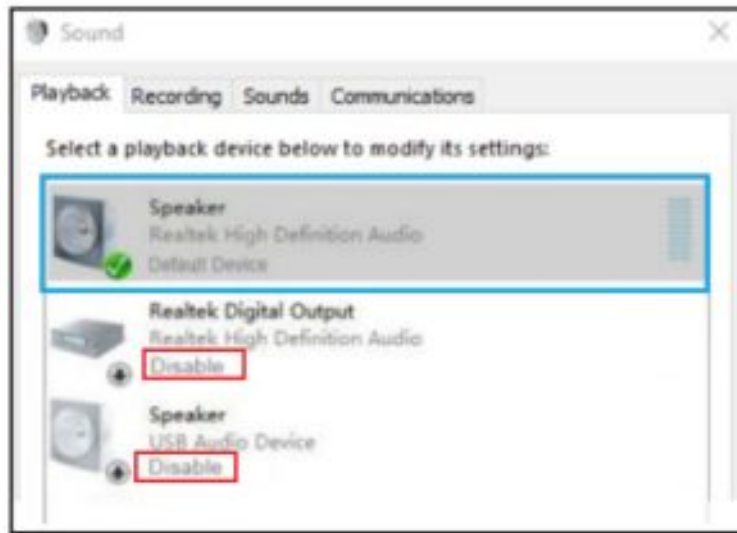 Sound
Playback Recording Sounds Communications
Select a playback device below to modify its settings:
Speaker
Realtek High Definition Audio
Default Device
Realtek Digital Output
Realtek High Definition Audio
Disable
Speaker
USB Audio Device
Disable